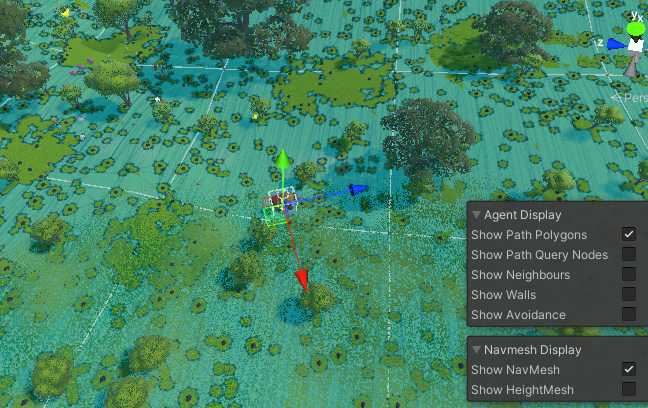 y
x
z
Pers
Agent Display
Show Path Polygons
Show Path Query Nodes
Show Neighbours
Show Walls
Show Avoidance
Navmesh Display
Show NavMesh
Show HeightMesh